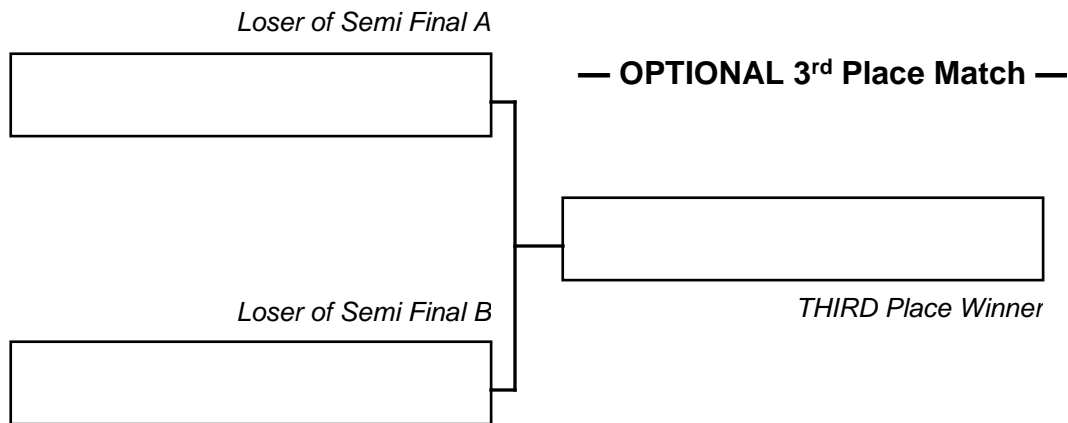 Loser of Semi Final A
— OPTIONAL 3rd Place Match —
Loser of Semi Final B
THIRD Place Winner